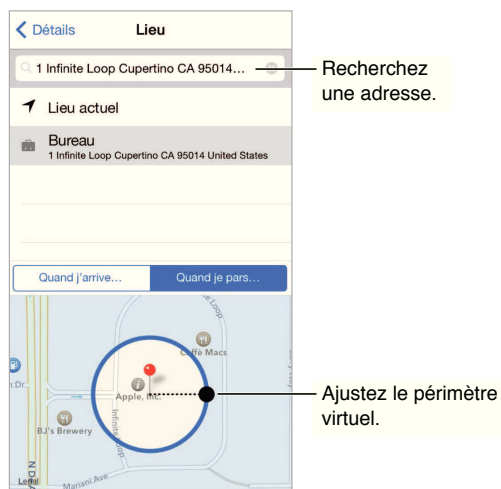 Détails
Lieu
1 Infinite Loop Cupertino CA 95014...
Recherchez
une adresse.
Lieu actuel
Bureau
1 Infinite Loop Cupertino CA 95014 United States
Quand j'arrive...
Quand je pars...
Loop
Caffè Macs
Apple, Inc.
Infinite Loop
BJ's Brewery
Mariani Ave
N De A
Legal
Ajustez le périmètre
virtuel.